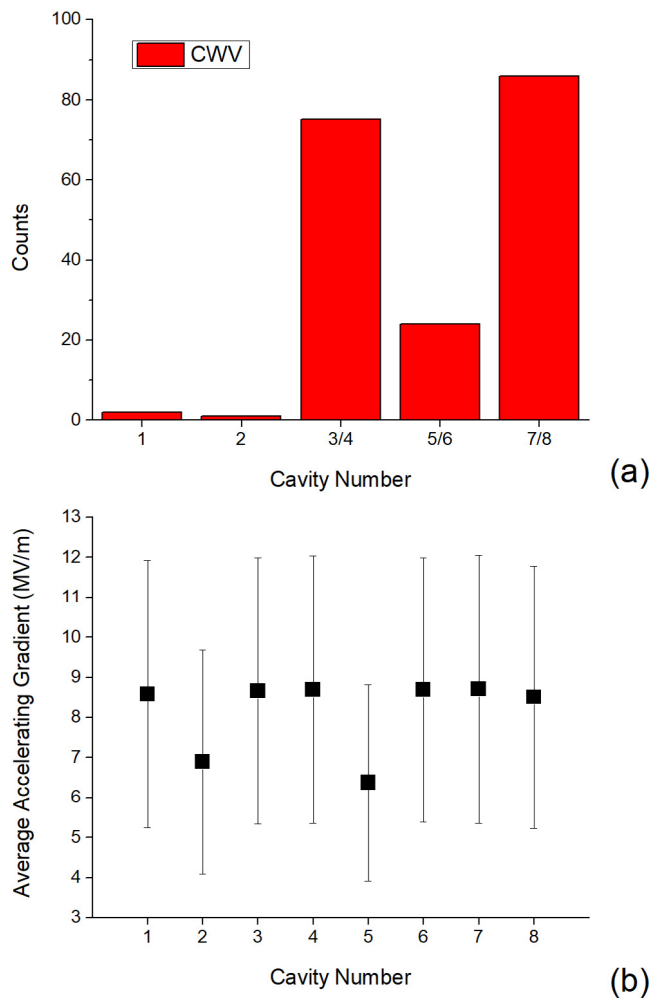 100
80
60
40
20
0
Counts
CWV
1 2 3/4 5/6 7/8
Cavity Number
(a)
13
12
11
10
9
8
7
6
5
4
3
Average Accelerating Gradient (MV/m)
1 2 3 4 5 6 7 8
Cavity Number
(b)